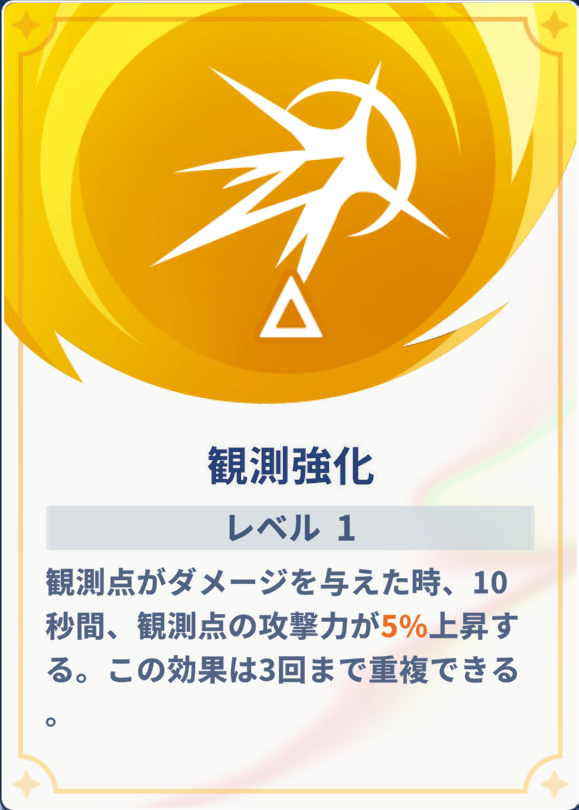 観測強化
レベル 1
観測点がダメージを与えた時、10
秒間、観測点の攻撃力が5%上昇す
る。この効果は3回まで重複できる
。